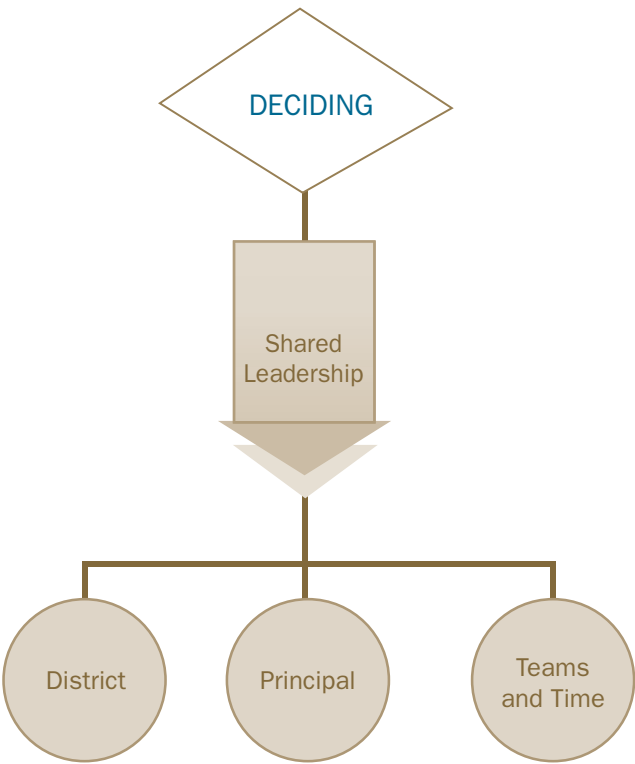 DECIDING
Shared
Leadership
District
Principal
Teams
and Time